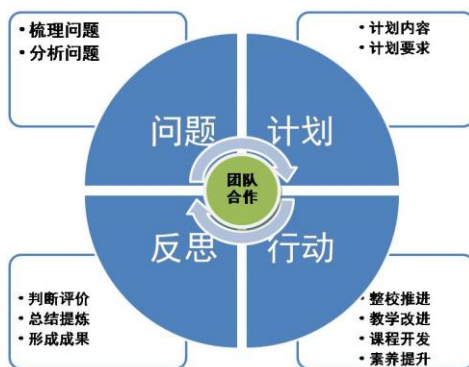 • 梳理问题
• 分析问题
• 计划内容
• 计划要求
问题
计划
团队
合作
反思
行动
• 判断评价
• 总结提炼
• 形成成果
• 整校推进
• 教学改进
• 课程开发
• 素养提升